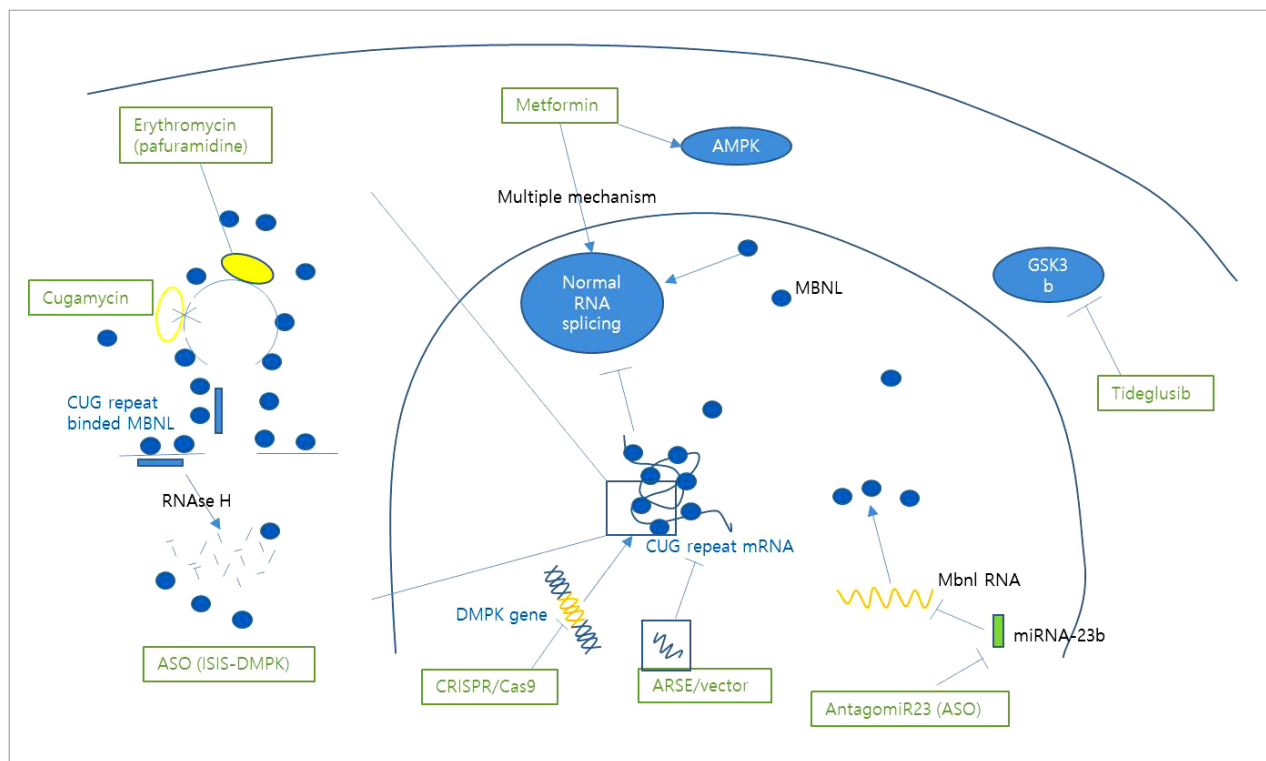 Metformin
Erythromycin
(pafuramidine)
AMPK
Multiple mechanism
GSK3
b
Normal
RNA
splicing
MBNL
Cugamycin
Tideglusib
CUG repeat
binded MBNL
RNAse H
CUG repeat mRNA
Mbnl RNA
DMPK gene
miRNA-23b
ASO (ISIS-DMPK)
CRISPR/Cas9
ARSE/vector
AntagomiR23 (ASO)